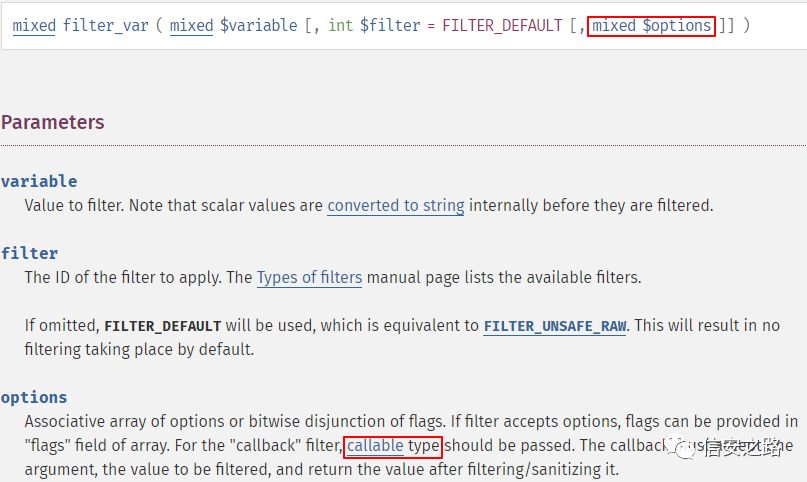 mixed filter_var ( mixed $variable [, int $filter = FILTER_DEFAULT [, mixed $options ]] )
Parameters
variable
Value to filter. Note that scalar values are converted to string internally before they are filtered.
filter
The ID of the filter to apply. The Types of filters manual page lists the available filters.
If omitted, FILTER_DEFAULT will be used, which is equivalent to FILTER_UNSAFE_RAW. This will result in no
filtering taking place by default.
options
Associative array of options or bitwise disjunction of flags. If filter accepts options, flags can be provided in
"flags" field of array. For the "callback" filter, callable type should be passed. The callback
argument, the value to be filtered, and return the value after filtering/sanitizing it.
信安之路